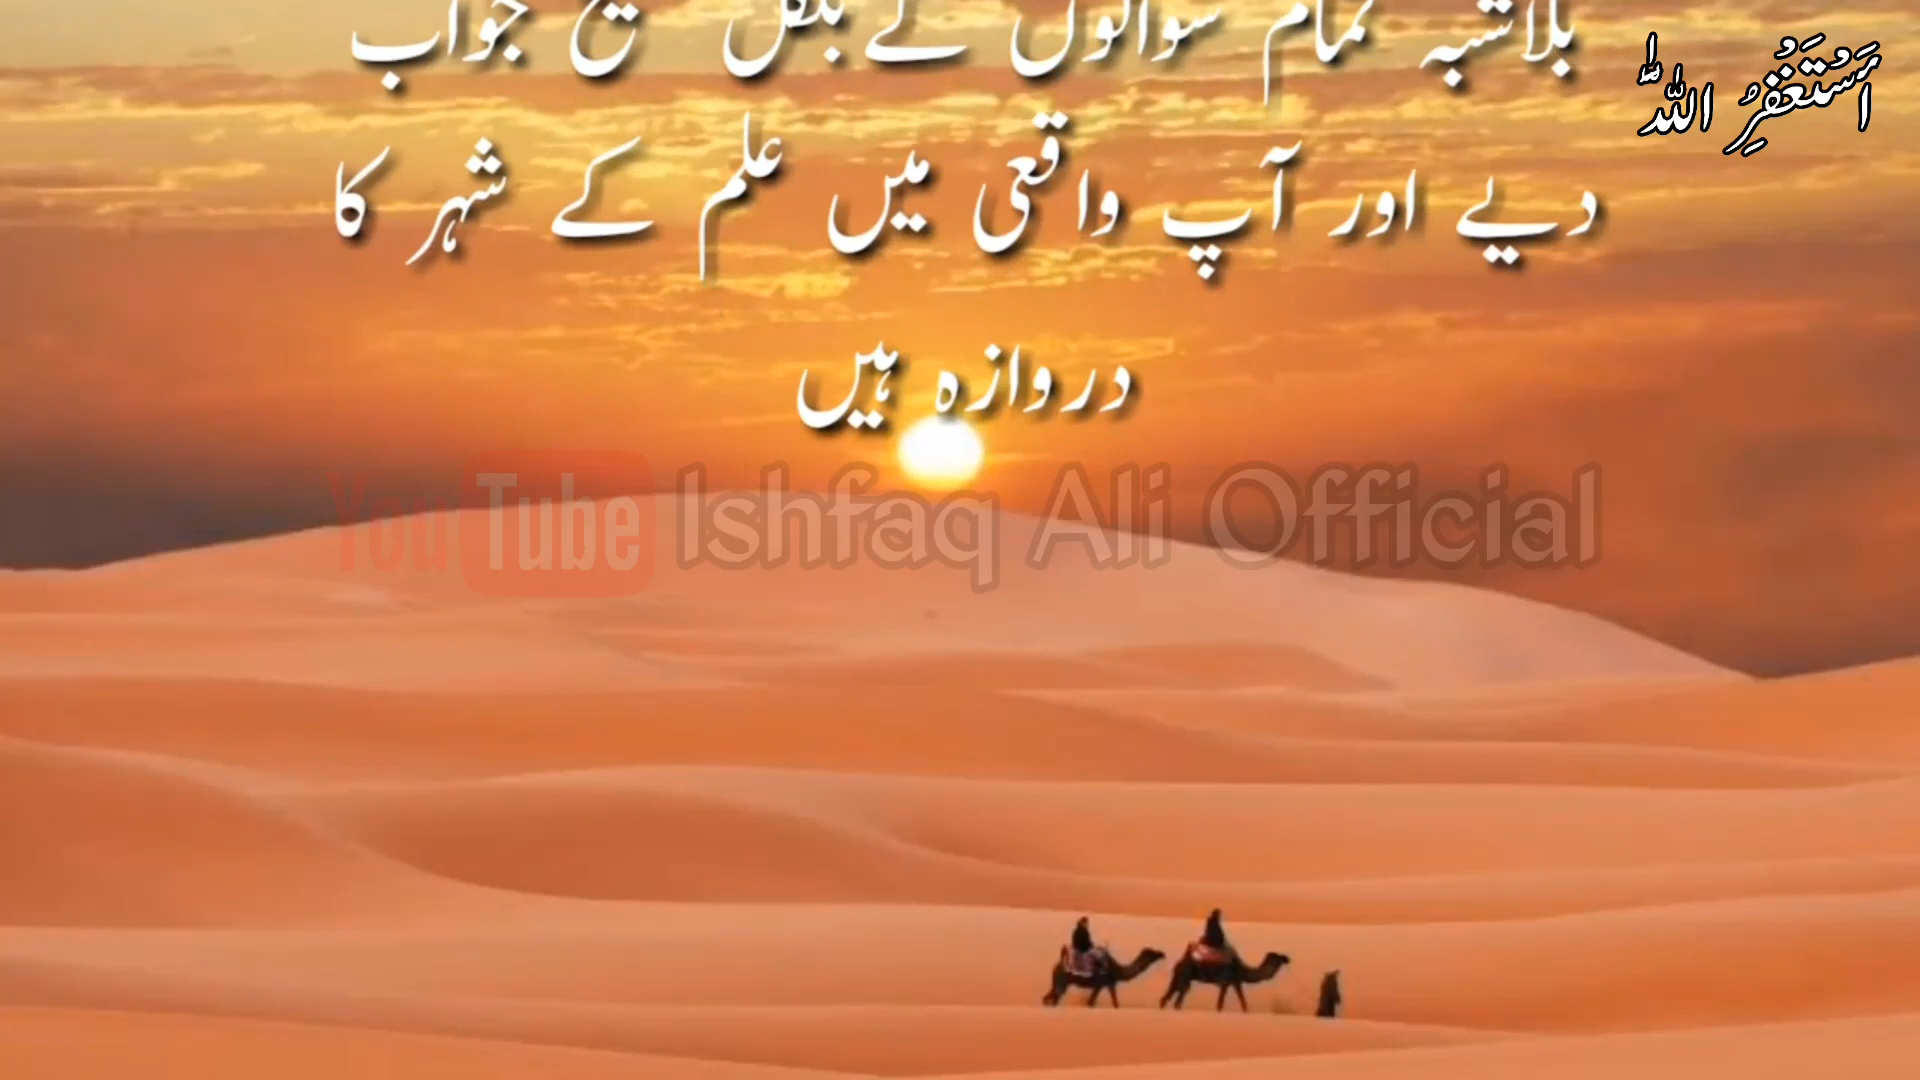 بلاشبہ تمام سوالوں کے بلکل صحیح جواب
دیے اور آپ واقعی میں علم کے شہر کا
دروازہ ہیں
اَسْتَغْفِرُ اللّٰہَ
YouTube Ishfaq Ali Official